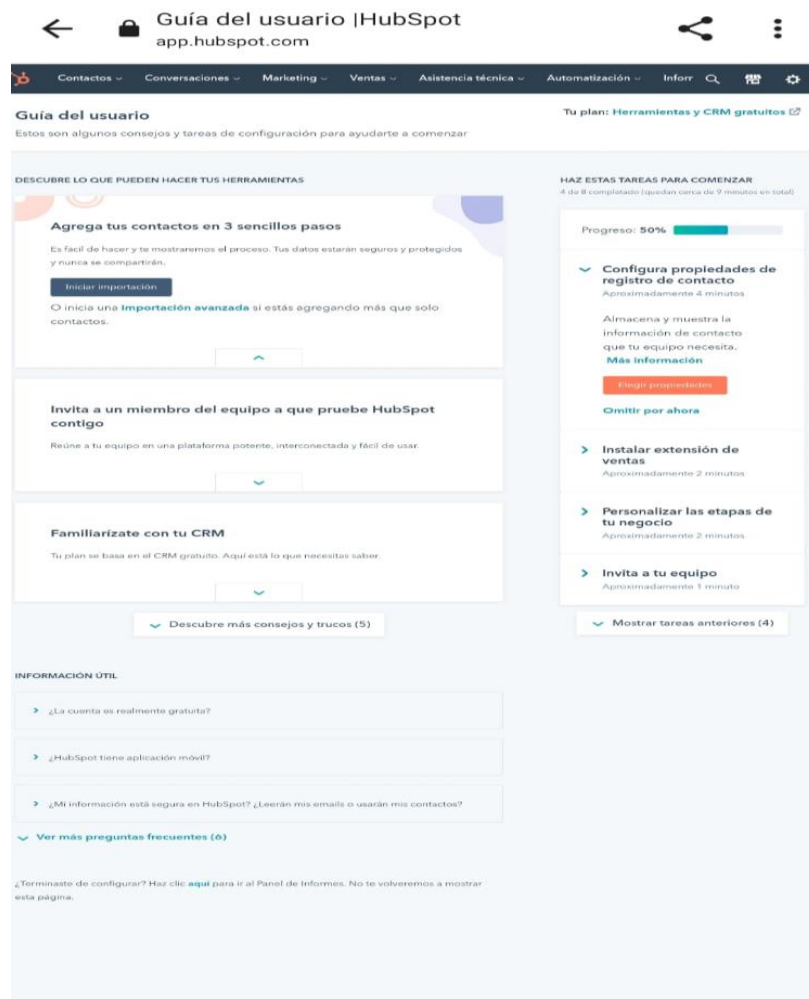 Guía del usuario |HubSpot
app.hubspot.com
Contactos
Conversaciones
Marketing
Ventas
Asistencia técnica
Automatización
Inforr
Guía del usuario
Estos son algunos consejos y tareas de configuración para ayudarte a comenzar
Tu plan: Herramientas y CRM gratuitos
DESCUBRE LO QUE PUEDEN HACER TUS HERRAMIENTAS
Agrega tus contactos en 3 sencillos pasos
Es fácil de hacer y te mostraremos el proceso. Tus datos estarán seguros y protegidos
y nunca se compartirán.
Iniciar importación
O inicia una importación avanzada si estás agregando más que solo
contactos.
Invita a un miembro del equipo a que pruebe HubSpot
contigo
Reúne a tu equipo en una plataforma potente, interconectada y fácil de usar.
Familiarízate con tu CRM
Tu plan se basa en el CRM gratuito. Aquí está lo que necesitas saber.
Descubre más consejos y trucos (5)
HAZ ESTAS TAREAS PARA COMENZAR
4 de 8 completado (quedan cerca de 9 minutos en total)
Progreso: 50%
Configura propiedades de
registro de contacto
Aproximadamente 4 minutos
Almacena y muestra la
información de contacto
que tu equipo necesita.
Más información
Elegir propiedades
Omitir por ahora
Instalar extensión de
ventas
Aproximadamente 2 minutos
Personalizar las etapas de
tu negocio
Aproximadamente 2 minutos
Invita a tu equipo
Aproximadamente 1 minuto
Mostrar tareas anteriores (4)
INFORMACIÓN ÚTIL
¿La cuenta es realmente gratuita?
¿HubSpot tiene aplicación móvil?
¿Mi información está segura en HubSpot? ¿Leerán mis emails o usarán mis contactos?
Ver más preguntas frecuentes (6)
¿Terminaste de configurar? Haz clic aquí para ir al Panel de Informes. No te volveremos a mostrar
esta página.